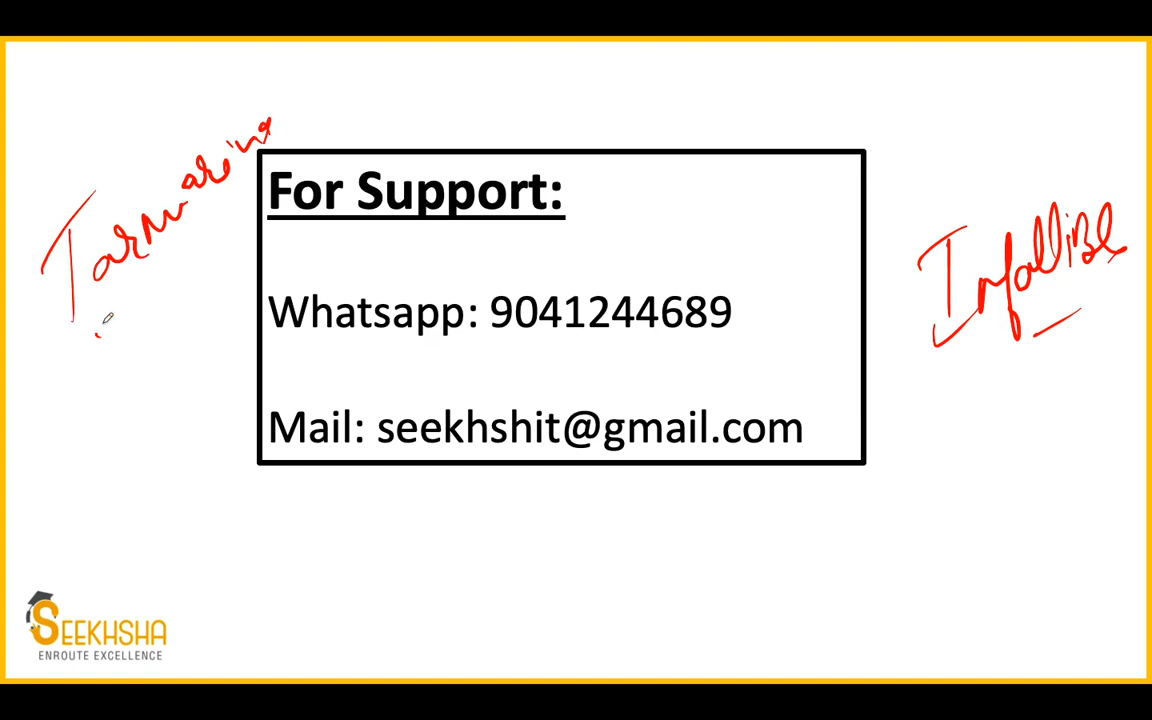 For Support:
Whatsapp: 9041244689
Mail: seekhshit@gmail.com
Infallible
SEEKHSHA
ENROUTE EXCELLENCE